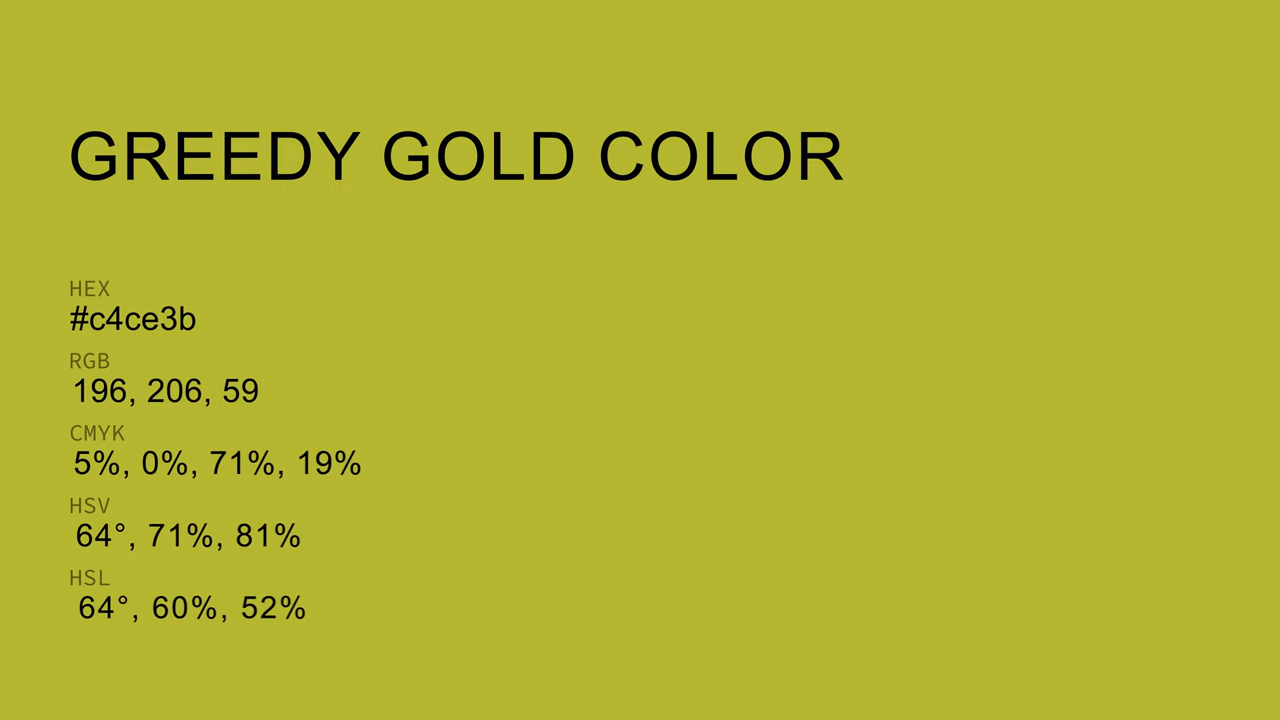 GREEDY GOLD COLOR
HEX
#c4ce3b
RGB
196, 206, 59
CMYK
5%, 0%, 71%, 19%
HSV
64°, 71%, 81%
HSL
64°, 60%, 52%